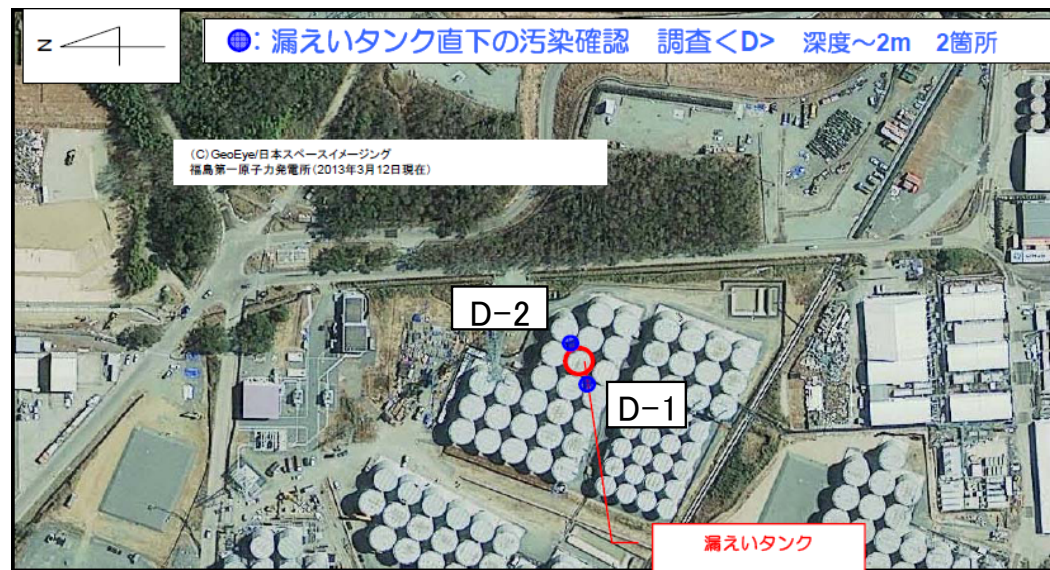 N
: 漏えいタンク直下の汚染確認　調査<D>　深度～2m　2箇所
(C)GeoEye/日本スペースイメージング
福島第一原子力発電所(2013年3月12日現在)
D-2
D-1
漏えいタンク